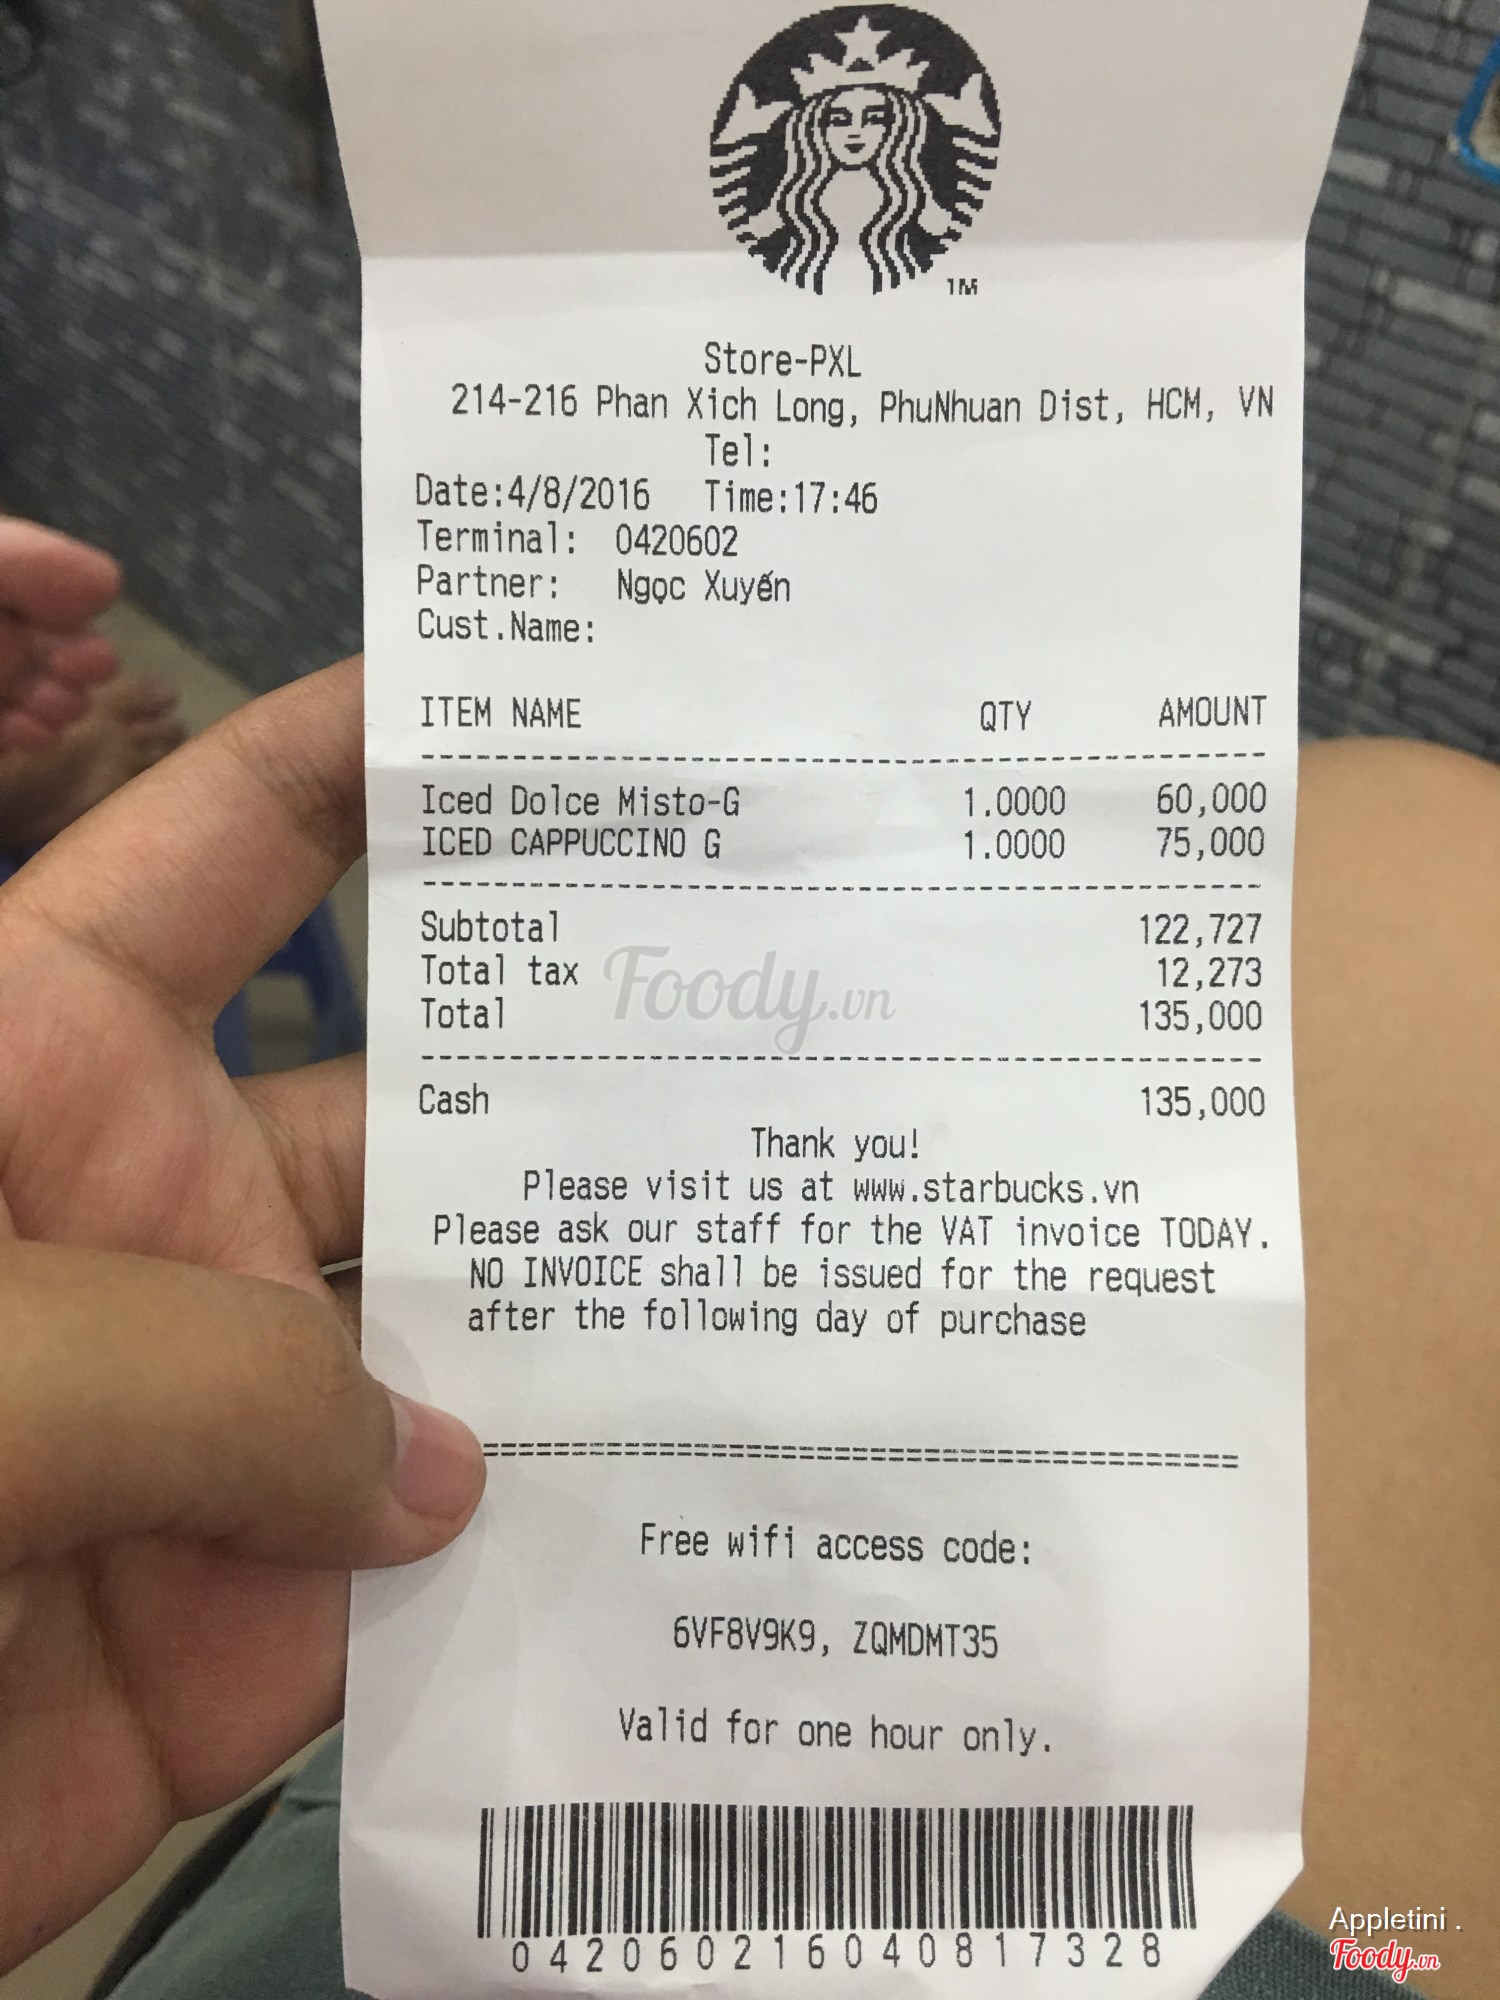 TM
Store-PXL
214-216 Phan Xich Long, PhuNhuan Dist, HCM, VN
Tel:
Date:4/8/2016 Time:17:46
Terminal: 0420602
Partner: Ngọc Xuyến
Cust.Name:
ITEM NAME QTY AMOUNT
Iced Dolce Misto-G 1.0000 60,000
ICED CAPPUCCINO G 1.0000 75,000
Subtotal 122,727
Total tax 12,273
Total 135,000
Foody.vn
Cash 135,000
Thank you!
Please visit us at www.starbucks.vn
Please ask our staff for the VAT invoice TODAY.
NO INVOICE shall be issued for the request
after the following day of purchase
Free wifi access code:
6VF8V9K9, ZQMDMT35
Valid for one hour only.
042060216040817328
Appletini .
Foody.vn